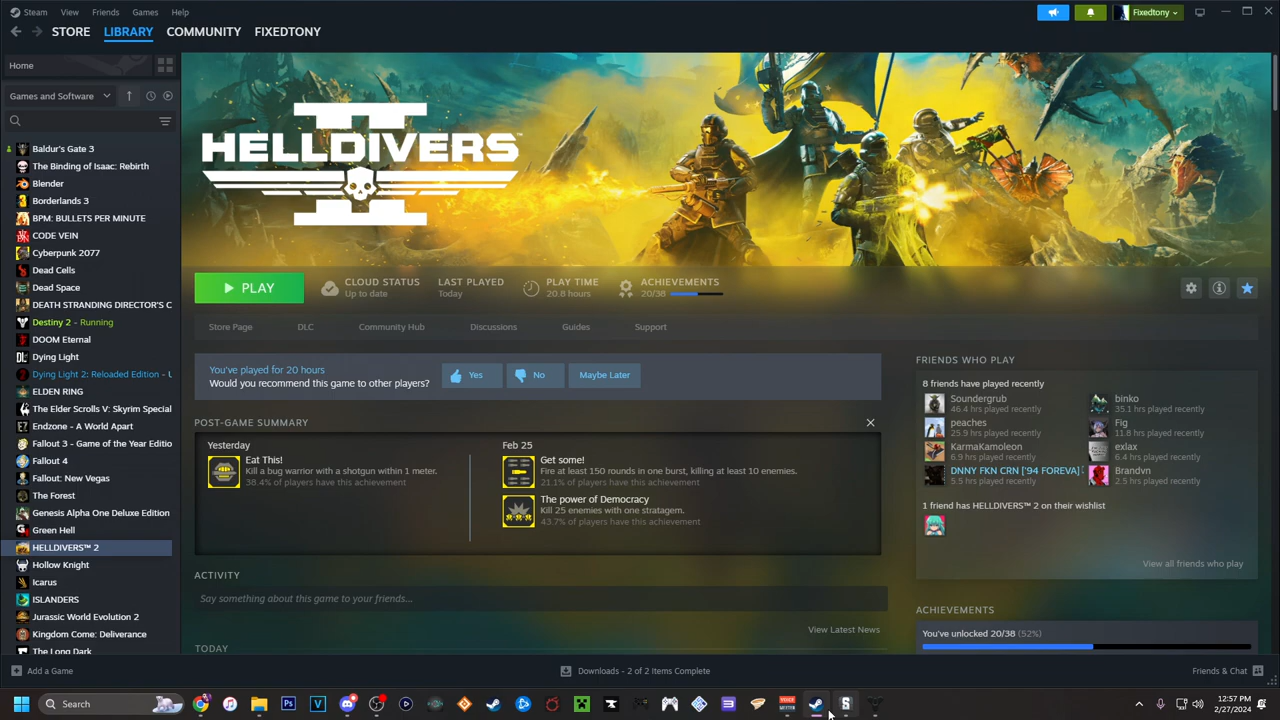 Steam View Friends Games Help
Fixedtony
STORE LIBRARY COMMUNITY FIXEDTONY
Home
Games and Software
Baldur's Gate 3
The Binding of Isaac: Rebirth
Blender
Borderlands 3
BPM: BULLETS PER MINUTE
CODE VEIN
Cyberpunk 2077
Dead Cells
Dead Space
DEATH STRANDING DIRECTOR'S C
Destiny 2 - Running
DOOM Eternal
Dying Light
Dying Light 2: Reloaded Edition - U
ELDEN RING
The Elder Scrolls V: Skyrim Special
Endzone - A World Apart
Fallout 3 - Game of the Year Editio
Fallout 4
Fallout: New Vegas
The Forest
Genesis Alpha One Deluxe Edition
Green Hell
HELLDIVERS™ 2
Hollow Knight
Icarus
ISLANDERS
Jurassic World Evolution 2
Kingdom Come: Deliverance
The Long Dark
HELLDIVERS™
II
PLAY
CLOUD STATUS
Up to date
LAST PLAYED
Today
PLAY TIME
20.8 hours
ACHIEVEMENTS
20/38
Store Page DLC Community Hub Discussions Guides Support
You've played for 20 hours
Would you recommend this game to other players?
Yes No Maybe Later
POST-GAME SUMMARY
Yesterday
Eat This!
Kill a bug warrior with a shotgun within 1 meter.
38.4% of players have this achievement
Feb 25
Get some!
Fire at least 150 rounds in one burst, killing at least 10 enemies.
21.1% of players have this achievement
The power of Democracy
Kill 25 enemies with one stratagem.
43.7% of players have this achievement
ACTIVITY
Say something about this game to your friends...
View Latest News
TODAY
FRIENDS WHO PLAY
8 friends have played recently
Soundergrub
46.4 hrs played recently
binko
35.1 hrs played recently
peaches
25.9 hrs played recently
Fig
11.8 hrs played recently
KarmaKamoleon
6.9 hrs played recently
exlax
6.4 hrs played recently
DNNY FKN CRN ['94 FOREVA]
5.5 hrs played recently
Brandvn
2.5 hrs played recently
1 friend has HELLDIVERS™ 2 on their wishlist
View all friends who play
ACHIEVEMENTS
You've unlocked 20/38 (52%)
Add a Game
Downloads - 2 of 2 Items Complete
Friends & Chat
Search
12:57 PM
2/27/2024